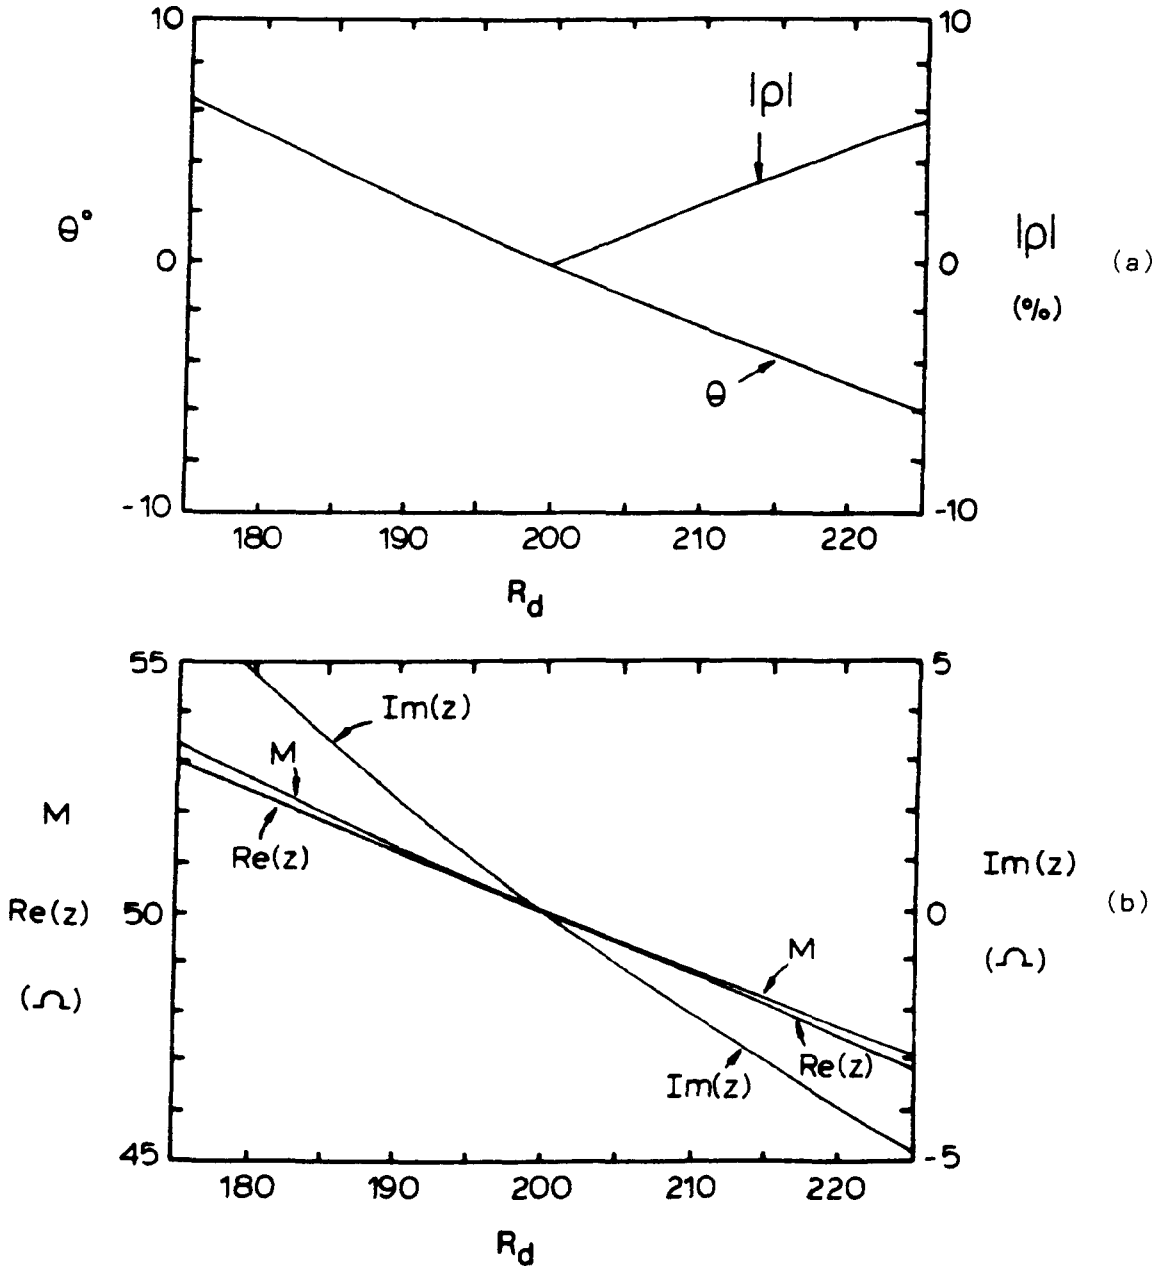 10 10
|ρ|
θ° |ρ|
0 0 (a)
(%)
θ
-10 -10
180 190 200 210 220
R_d
55 5
Im(z)
M
M
Re(z) Im(z)
Re(z) 50 0 (b)
M
(Ω) (Ω)
Re(z)
Im(z)
45 -5
180 190 200 210 220
R_d